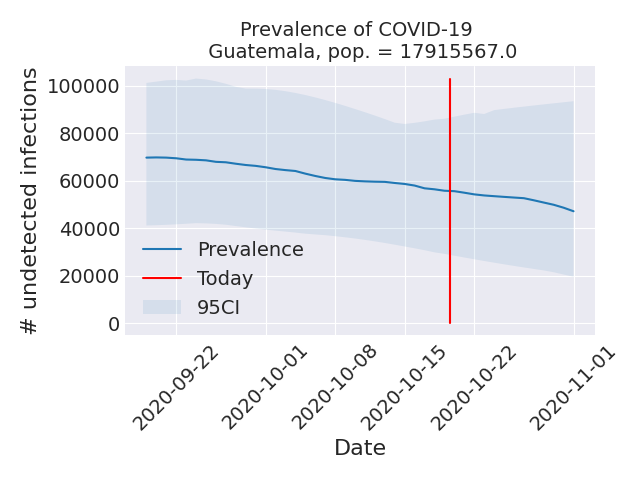 Prevalence of COVID-19
Guatemala, pop. = 17915567.0
# undetected infections
100000
80000
60000
40000
20000
0
Prevalence
Today
95CI
2020-09-22
2020-10-01
2020-10-08
2020-10-15
2020-10-22
2020-11-01
Date